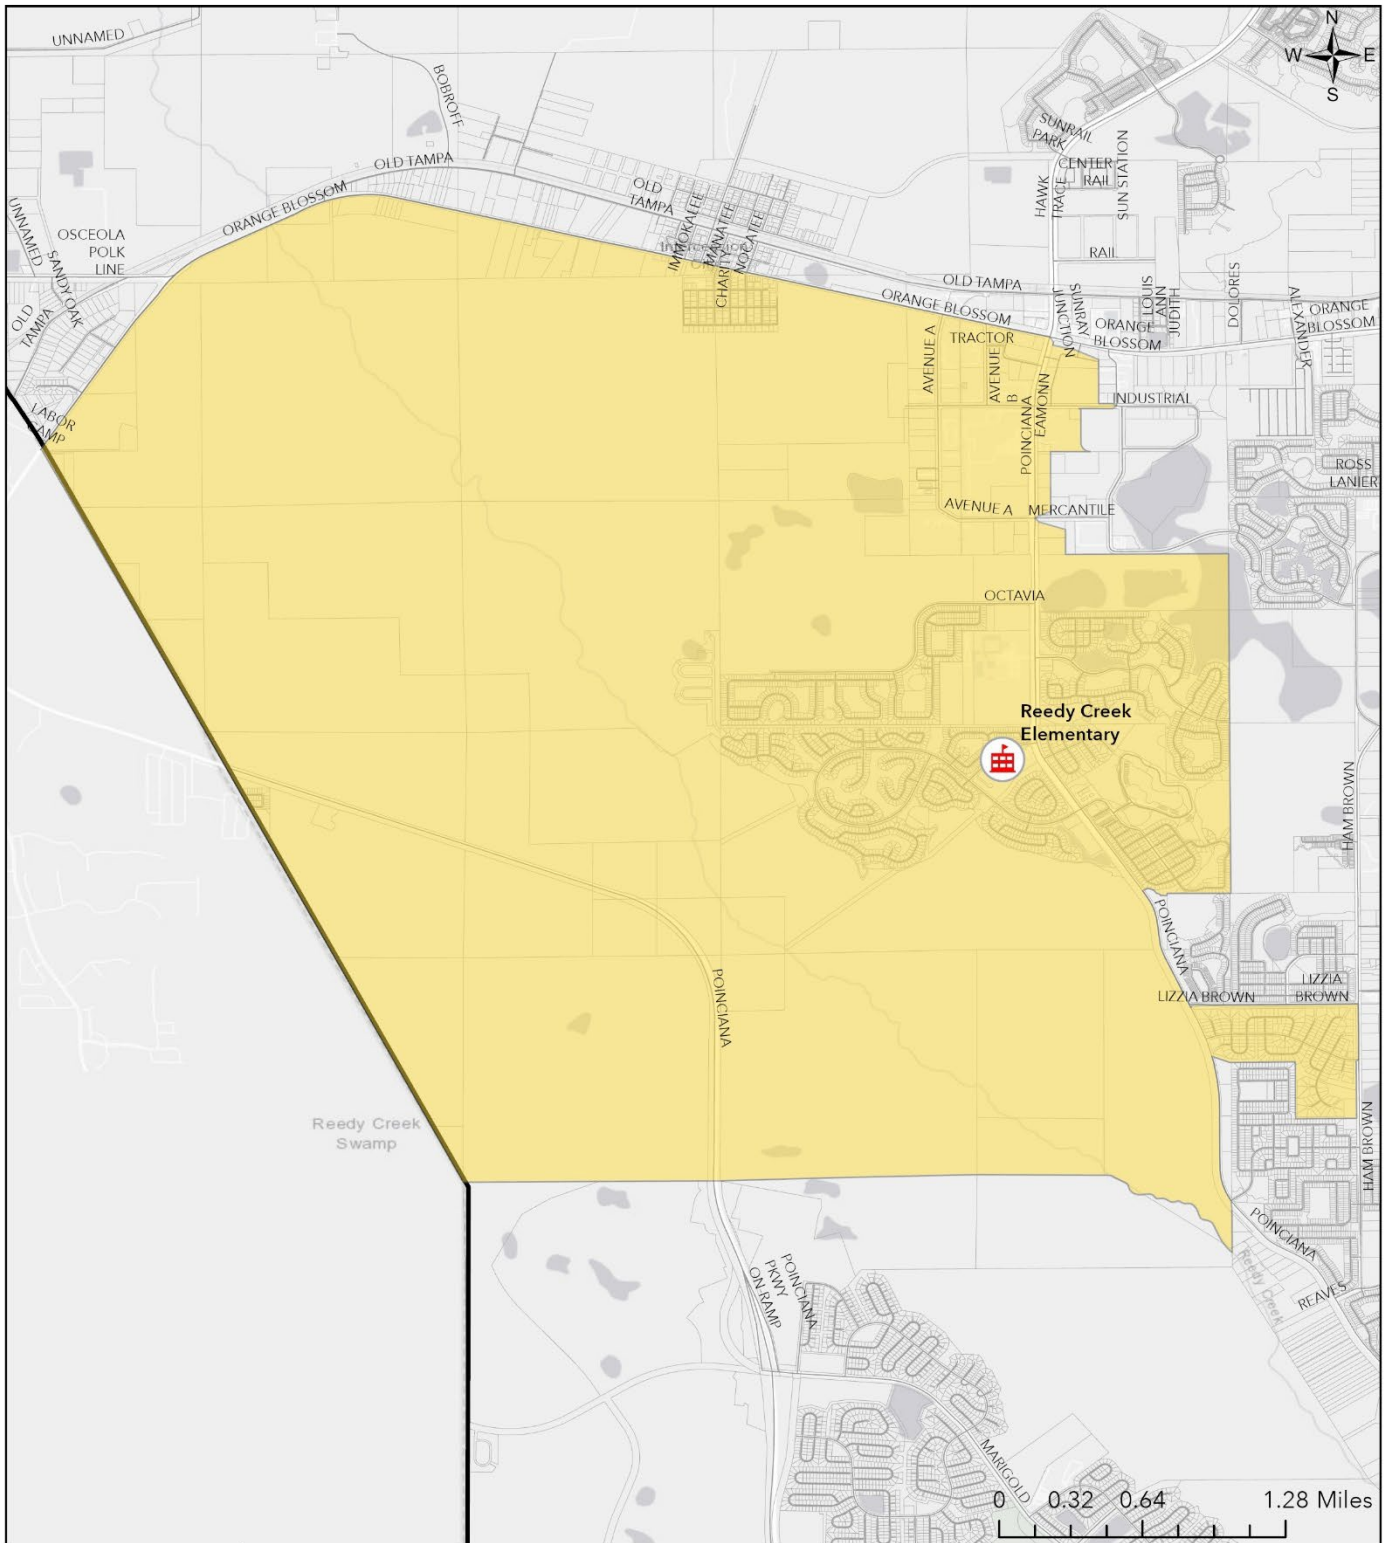 UNNAMED
N
W
E
S
BOBROFF
SUNRAIL
PARK
CENTER
RAIL
SUN STATION
OLD TAMPA
OLD
TAMPA
HAWK
TRACE
ORANGE BLOSSOM
UNNAMED
OSCEOLA
POLK
LINE
SANDY OAK
IMMOKALEE
MANATEE
CHARITY
NOCATEE
RAIL
OLD TAMPA
ORANGE BLOSSOM
SUNRAY
JUNCTION
LOUIS
ANN
JUDITH
DOLORES
ALEXANDER
ORANGE
BLOSSOM
ORANGE
BLOSSOM
OLD
TAMPA
AVENUE A
TRACTOR
AVENUE
B
POINCIANA
EAMONN
INDUSTRIAL
LABOR
CAMP
ROSS
LANIER
AVENUE A
MERCANTILE
OCTAVIA
Reedy Creek
Elementary
HAM BROWN
POINCIANA
POINCIANA
LIZZIA BROWN
LIZZIA
BROWN
Reedy Creek
Swamp
HAM BROWN
POINCIANA
Reedy Creek
REAVES
POINCIANA
PKWY
ON-RAMP
MARIGOLD
0 0.32 0.64 1.28 Miles